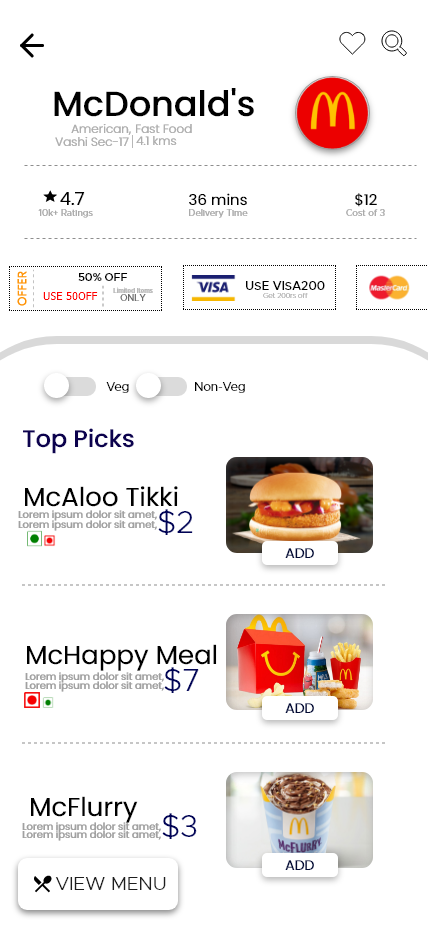 McDonald's
American, Fast Food
Vashi Sec-17 | 4.1 kms
4.7
10k+ Ratings
36 mins
Delivery Time
$12
Cost of 3
OFFER
50% OFF
USE 50OFF
Limited Items
ONLY
VISA
USE VISA200
Get 200rs off
MasterCard
Veg
Non-Veg
Top Picks
McAloo Tikki
Lorem ipsum dolor sit amet,
Lorem ipsum dolor sit amet,
$2
ADD
McHappy Meal
Lorem ipsum dolor sit amet,
Lorem ipsum dolor sit amet,
$7
ADD
McFlurry
Lorem ipsum dolor sit amet,
Lorem ipsum dolor sit amet,
$3
McFLURRY
ADD
VIEW MENU